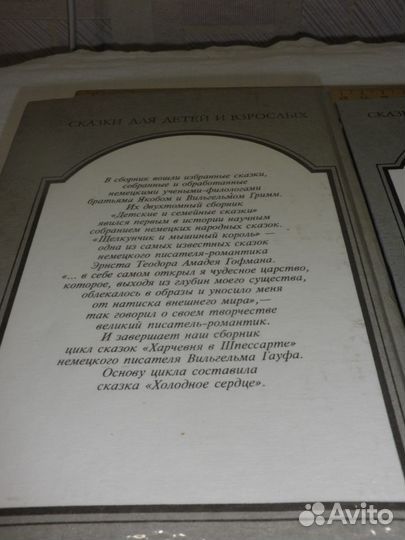 СКАЗКИ ДЛЯ ДЕТЕЙ И ВЗРОСЛЫХ
В сборник вошли избранные сказки,
собранные и обработанные
немецкими учеными-филологами
братьями Якобом и Вильгельмом Гримм.
Их двухтомный сборник
«Детские и семейные сказки»
явился первым в истории научным
собранием немецких народных сказок.
«Щелкунчик и мышиный король» —
одна из самых известных сказок
немецкого писателя-романтика
Эрнста Теодора Амадея Гофмана.
«... в себе самом открыл я чудесное царство,
которое, выходя из глубин моего существа,
облекалось в образы и уносило меня
от натиска внешнего мира»,—
так говорил о своем творчестве
великий писатель-романтик.
И завершает наш сборник
цикл сказок «Харчевня в Шпессарте»
немецкого писателя Вильгельма Гауфа.
Основу цикла составила
сказка «Холодное сердце».
Avito